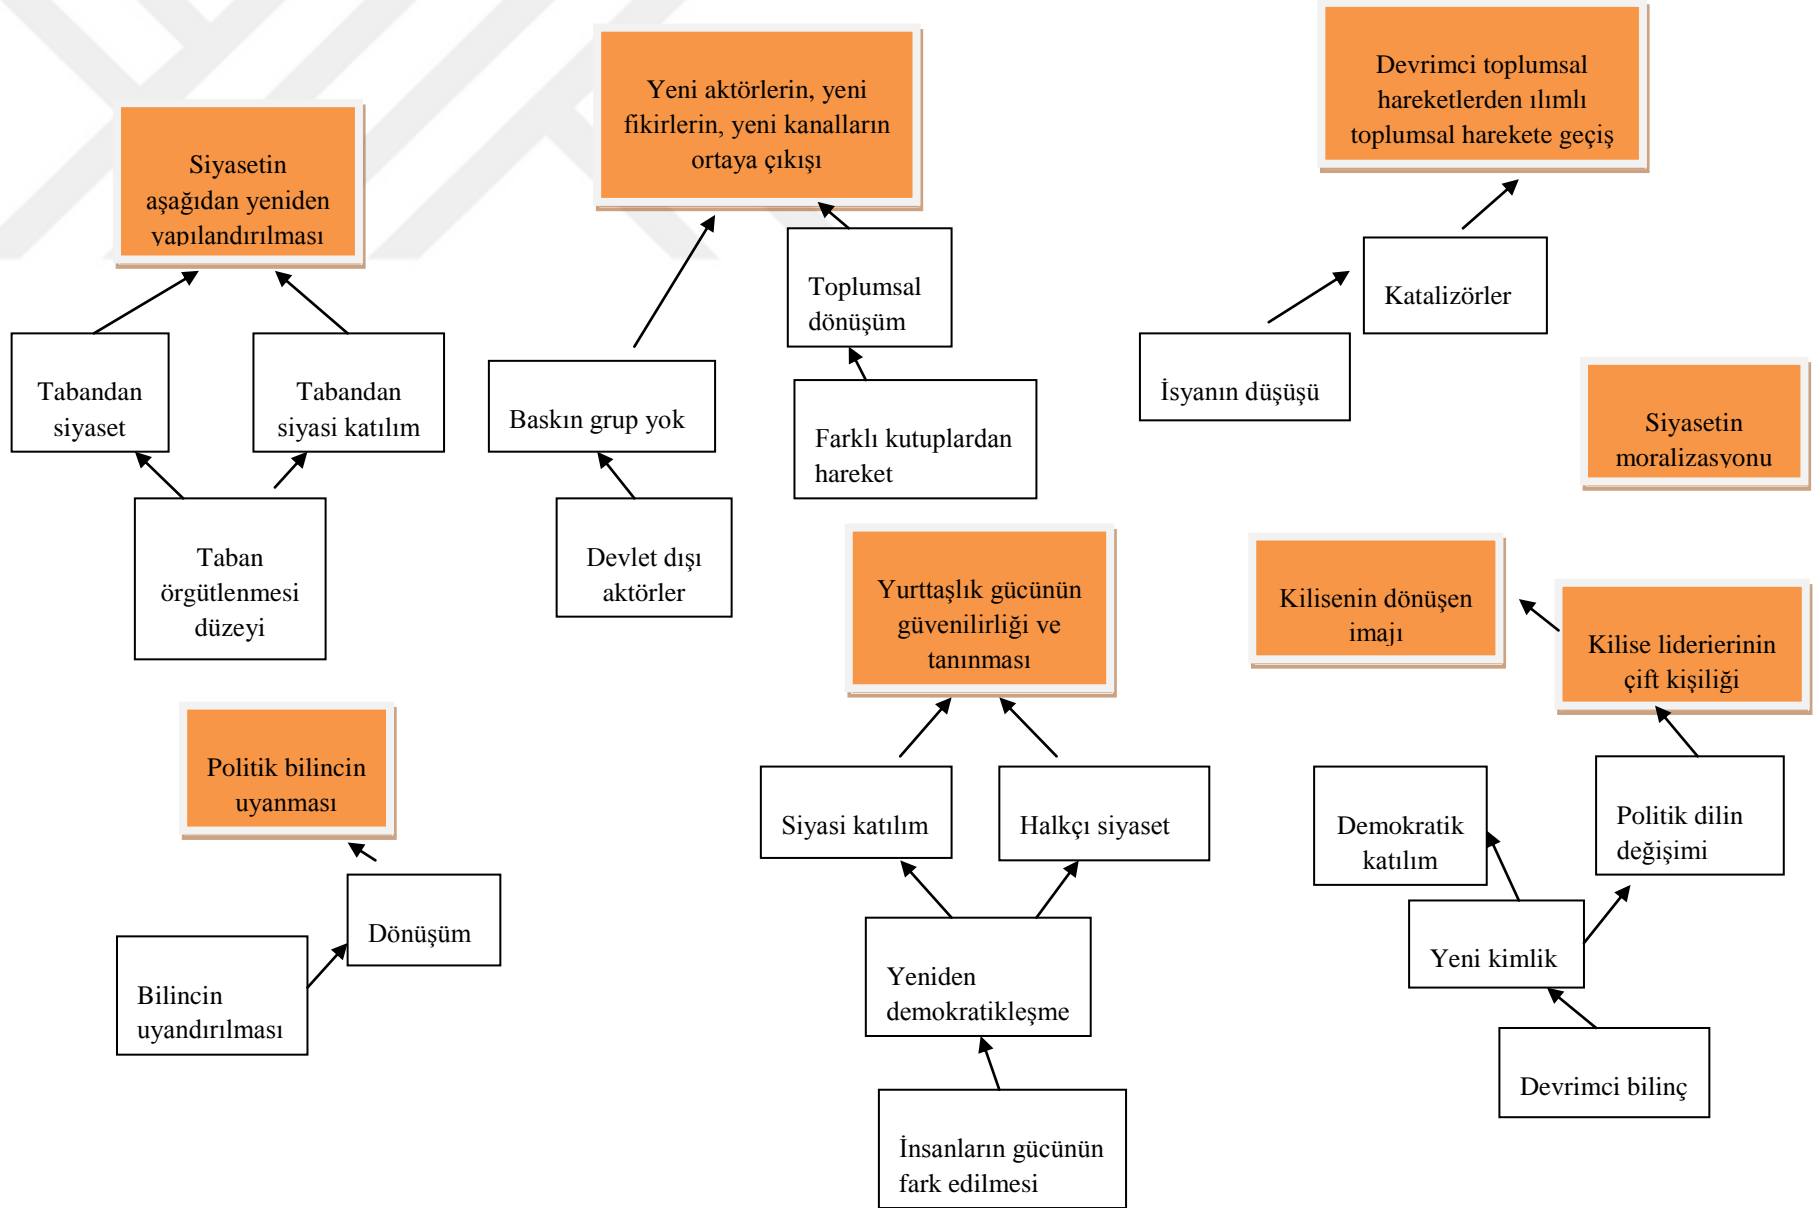 Siyasetin
aşağıdan yeniden
yapılandırılması
Yeni aktörlerin, yeni
fikirlerin, yeni kanalların
ortaya çıkışı
Devrimci toplumsal
hareketlerden ılımlı
toplumsal harekete geçiş
Tabandan
siyaset
Tabandan
siyasi katılım
Taban
örgütlenmesi
düzeyi
Baskın grup yok
Devlet dışı
aktörler
Toplumsal
dönüşüm
Farklı kutuplardan
hareket
Katalizörler
İsyanın düşüşü
Siyasetin
moralizasyonu
Politik bilincin
uyanması
Dönüşüm
Bilincin
uyandırılması
Yurttaşlık gücünün
güvenilirliği ve
tanınması
Siyasi katılım
Halkçı siyaset
Yeniden
demokratikleşme
İnsanların gücünün
fark edilmesi
Kilisenin dönüşen
imajı
Kilise liderierinin
çift kişiliği
Demokratik
katılım
Politik dilin
değişimi
Yeni kimlik
Devrimci bilinç